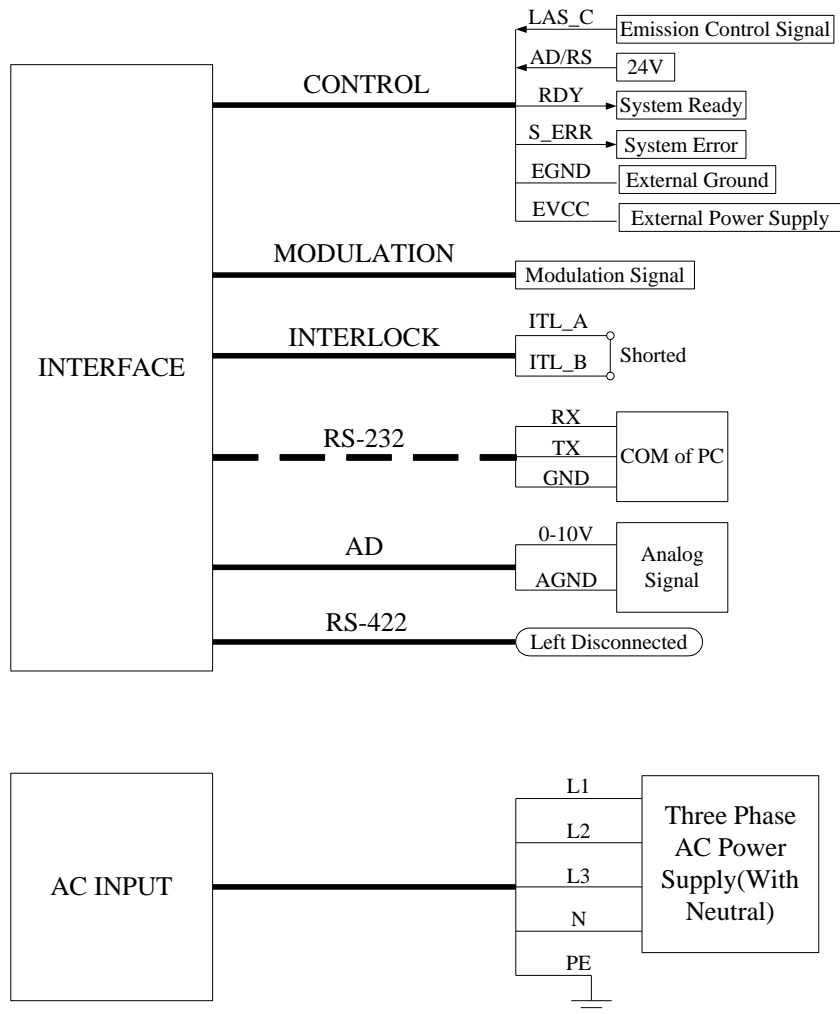 LAS_C
Emission Control Signal
AD/RS
24V
CONTROL
RDY
System Ready
S_ERR
System Error
EGND
External Ground
EVCC
External Power Supply
MODULATION
Modulation Signal
INTERFACE
INTERLOCK
ITL_A
ITL_B
Shorted
RS-232
RX
TX
GND
COM of PC
AD
0-10V
AGND
Analog
Signal
RS-422
Left Disconnected
AC INPUT
L1
L2
L3
N
PE
Three Phase
AC Power
Supply(With
Neutral)